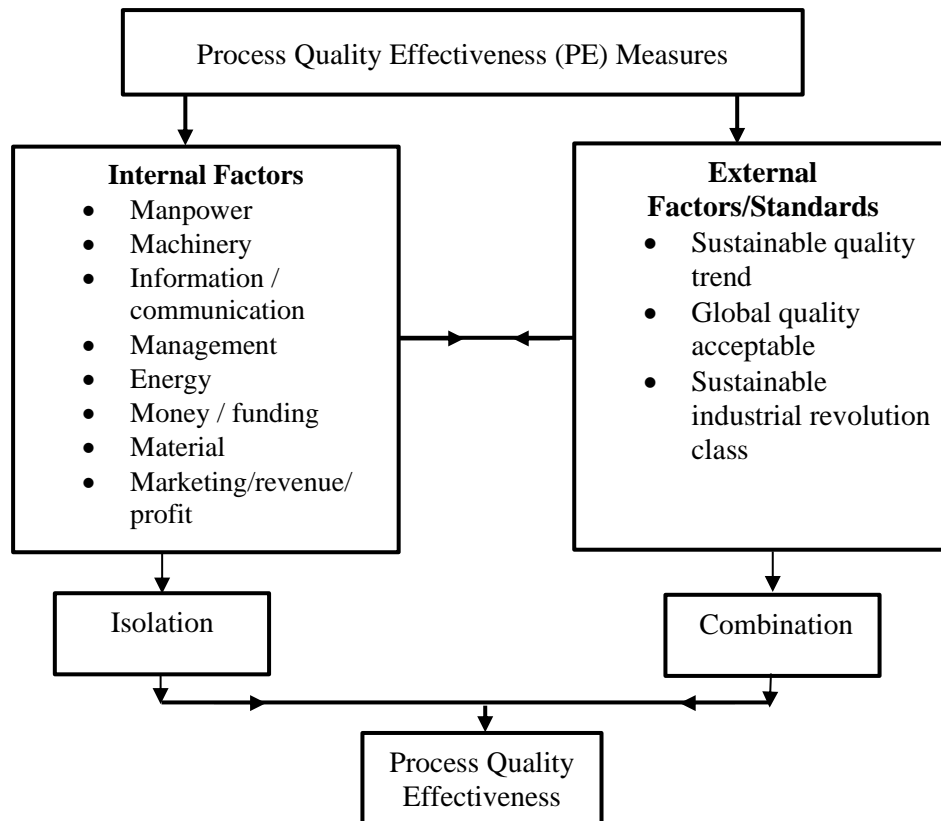 Process Quality Effectiveness (PE) Measures
Internal Factors
• Manpower
• Machinery
• Information /
communication
• Management
• Energy
• Money / funding
• Material
• Marketing/revenue/
profit
External
Factors/Standards
• Sustainable quality
trend
• Global quality
acceptable
• Sustainable
industrial revolution
class
Isolation
Combination
Process Quality
Effectiveness